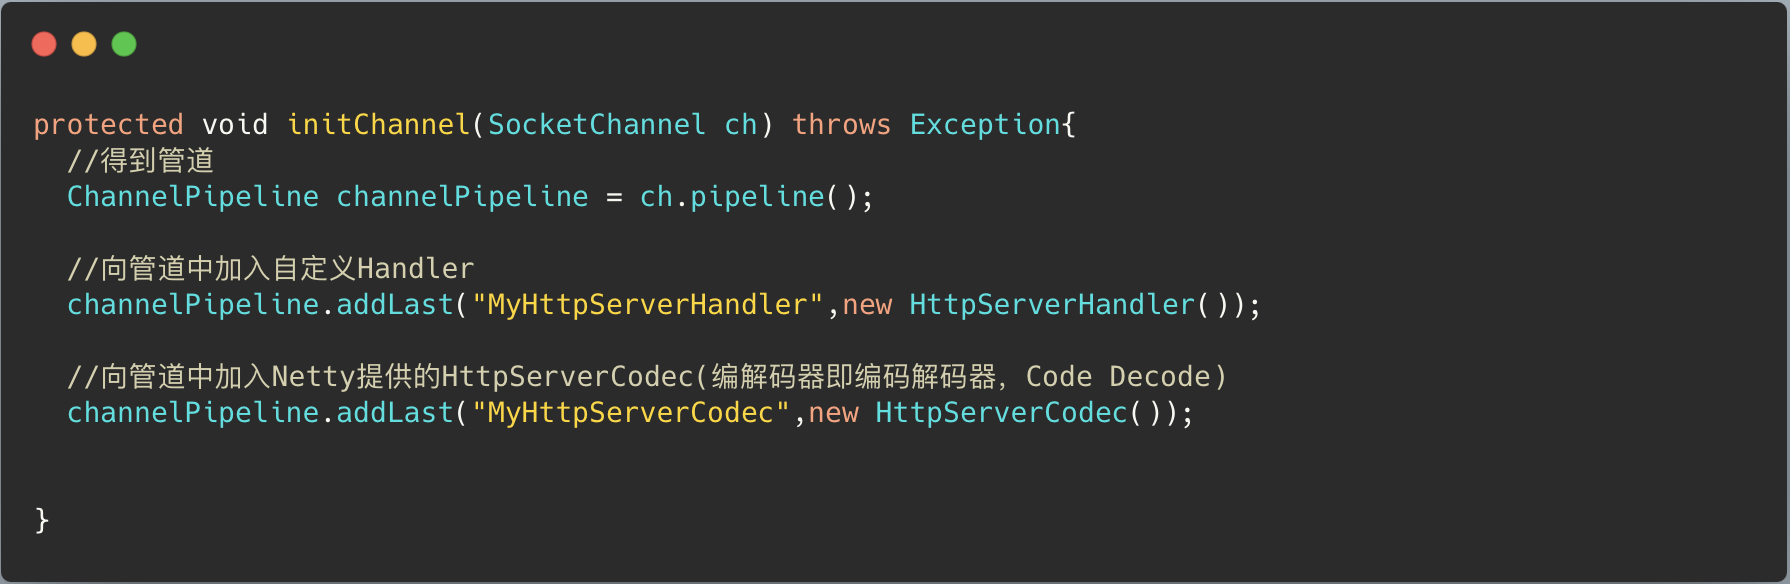 protected void initChannel(SocketChannel ch) throws Exception{
//得到管道
ChannelPipeline channelPipeline = ch.pipeline();
//向管道中加入自定义Handler
channelPipeline.addLast("MyHttpServerHandler",new HttpServerHandler());
//向管道中加入Netty提供的HttpServerCodec(编解码器即编码解码器，Code Decode)
channelPipeline.addLast("MyHttpServerCodec",new HttpServerCodec());
}